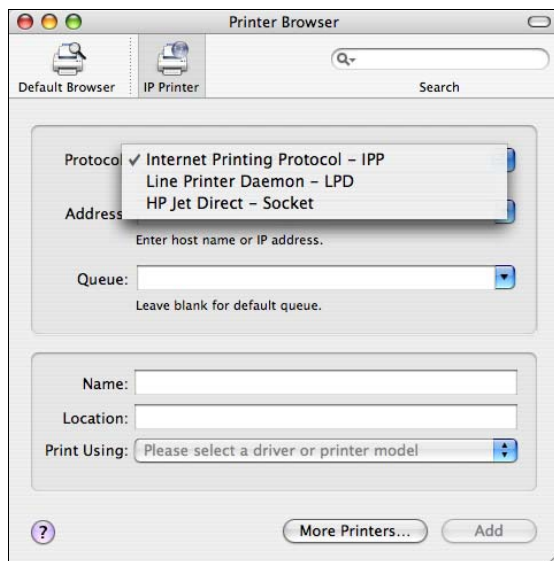 Printer Browser
Default Browser
IP Printer
Search
Protocol
✓ Internet Printing Protocol – IPP
Line Printer Daemon – LPD
HP Jet Direct – Socket
Address
Enter host name or IP address.
Queue:
Leave blank for default queue.
Name:
Location:
Print Using: Please select a driver or printer model
? More Printers... Add